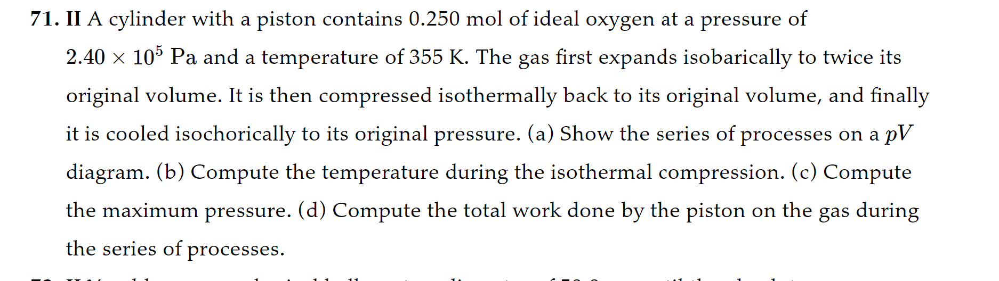 71. II A cylinder with a piston contains 0.250 mol of ideal oxygen at a pressure of
2.40 × 10⁵ Pa and a temperature of 355 K. The gas first expands isobarically to twice its
original volume. It is then compressed isothermally back to its original volume, and finally
it is cooled isochorically to its original pressure. (a) Show the series of processes on a pV
diagram. (b) Compute the temperature during the isothermal compression. (c) Compute
the maximum pressure. (d) Compute the total work done by the piston on the gas during
the series of processes.